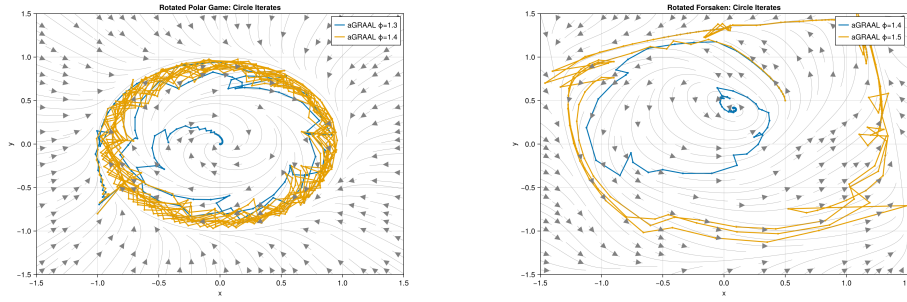 Rotated Polar Game: Circle Iterates
aGRAAL ϕ=1.3
aGRAAL ϕ=1.4
1.5
1.0
0.5
0.0
−0.5
−1.0
−1.5
y
−1.5 −1.0 −0.5 0.0 0.5 1.0 1.5
x
Rotated Forsaken: Circle Iterates
aGRAAL ϕ=1.4
aGRAAL ϕ=1.5
1.5
1.0
0.5
0.0
−0.5
−1.0
−1.5
y
−1.5 −1.0 −0.5 0.0 0.5 1.0 1.5
x